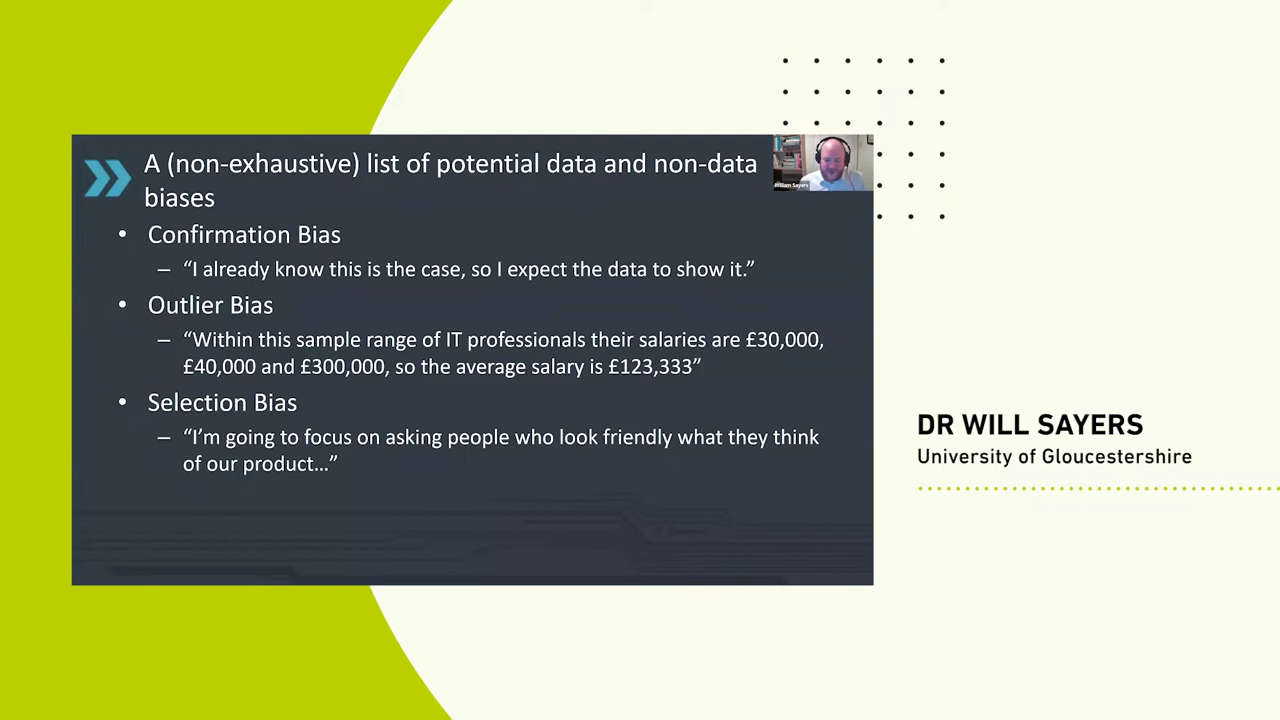 A (non-exhaustive) list of potential data and non-data
biases
William Sayers
• Confirmation Bias
– “I already know this is the case, so I expect the data to show it.”
• Outlier Bias
– “Within this sample range of IT professionals their salaries are £30,000,
£40,000 and £300,000, so the average salary is £123,333”
• Selection Bias
– “I’m going to focus on asking people who look friendly what they think
of our product…”
DR WILL SAYERS
University of Gloucestershire